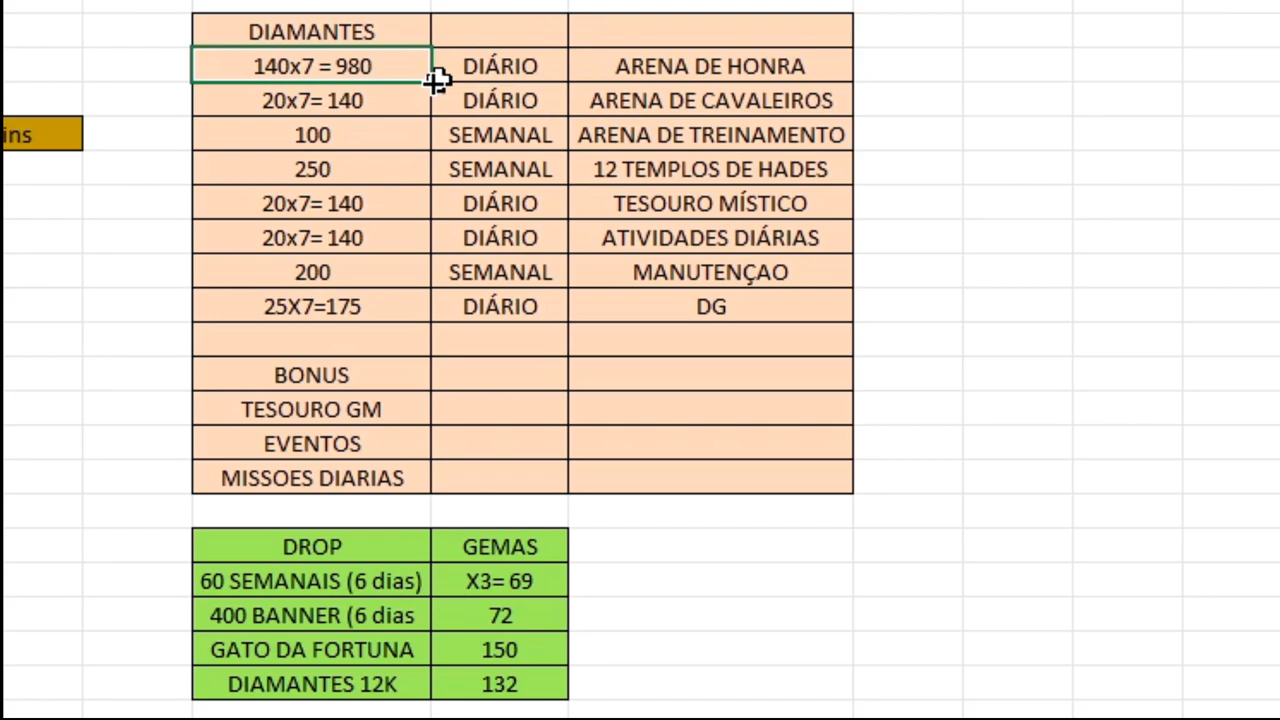 DIAMANTES
140x7 = 980 DIÁRIO ARENA DE HONRA
20x7= 140 DIÁRIO ARENA DE CAVALEIROS
ins 100 SEMANAL ARENA DE TREINAMENTO
250 SEMANAL 12 TEMPLOS DE HADES
20x7= 140 DIÁRIO TESOURO MÍSTICO
20x7= 140 DIÁRIO ATIVIDADES DIÁRIAS
200 SEMANAL MANUTENÇAO
25X7=175 DIÁRIO DG
BONUS
TESOURO GM
EVENTOS
MISSOES DIARIAS
DROP GEMAS
60 SEMANAIS (6 dias) X3= 69
400 BANNER (6 dias 72
GATO DA FORTUNA 150
DIAMANTES 12K 132